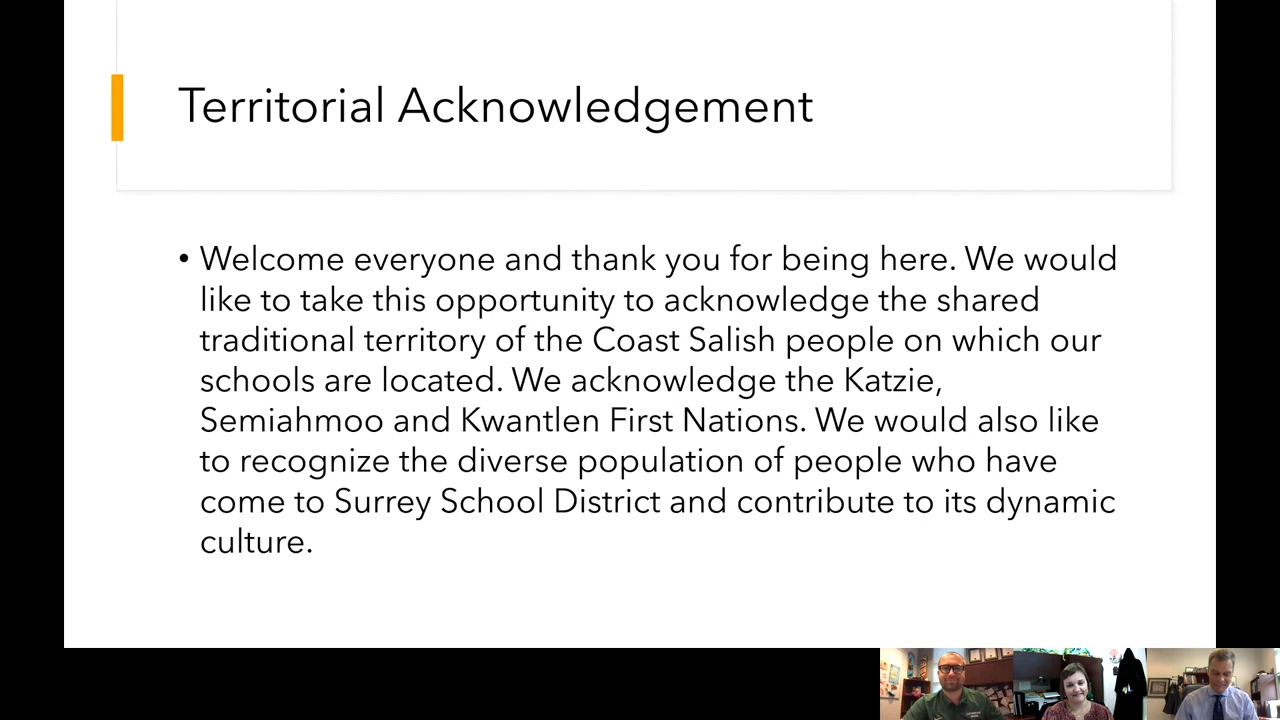 Territorial Acknowledgement
• Welcome everyone and thank you for being here. We would
like to take this opportunity to acknowledge the shared
traditional territory of the Coast Salish people on which our
schools are located. We acknowledge the Katzie,
Semiahmoo and Kwantlen First Nations. We would also like
to recognize the diverse population of people who have
come to Surrey School District and contribute to its dynamic
culture.